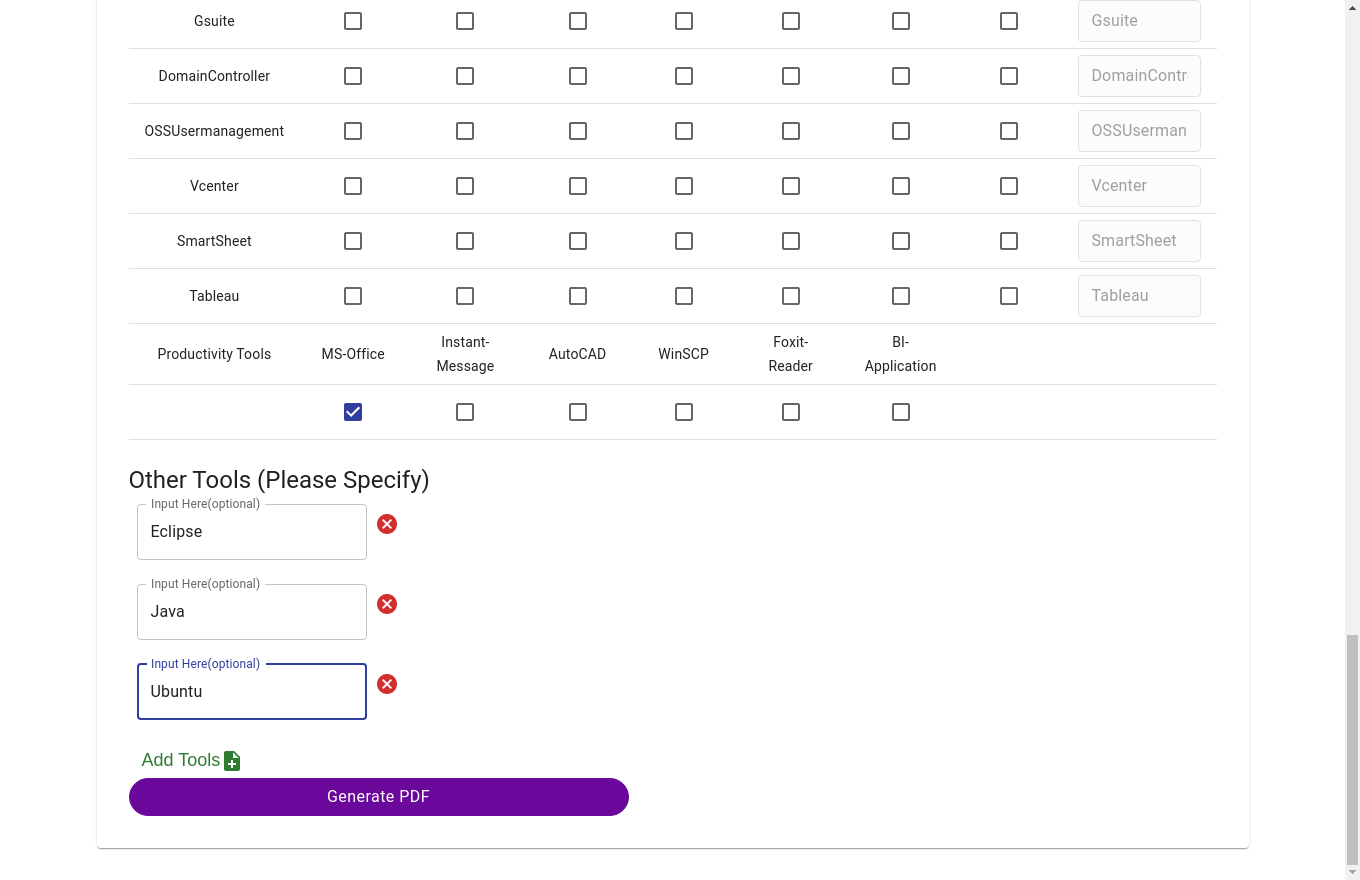 Gsuite Gsuite
DomainController DomainContr
OSSUsermanagement OSSUserman
Vcenter Vcenter
SmartSheet SmartSheet
Tableau Tableau
Productivity Tools MS-Office Instant- AutoCAD WinSCP Foxit- BI-
Message Reader Application
Other Tools (Please Specify)
Input Here(optional)
Eclipse
Input Here(optional)
Java
Input Here(optional)
Ubuntu
Add Tools
Generate PDF